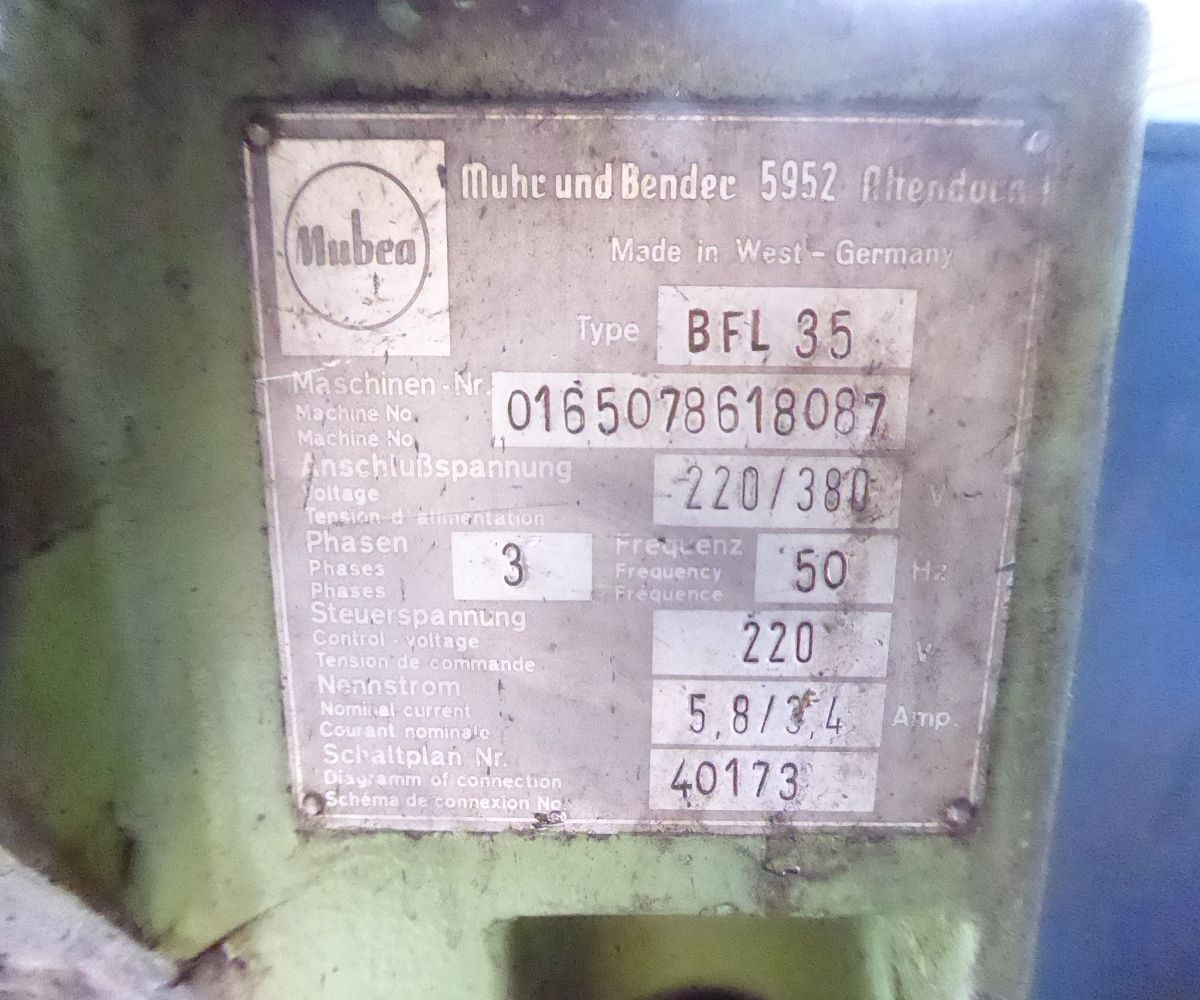 Mubea
Muhr und Bender 5952 Attendorn
Made in West - Germany
Type BFL 35
Maschinen-Nr. 0165078618087
Machine No.
Machine No.
Anschlußspannung 220/380 V
Voltage
Tension d'alimentation
Phasen 3 Frequenz 50 Hz
Phases Frequency
Phases Fréquence
Steuerspannung 220 V
Control - voltage
Tension de commande
Nennstrom 5,8/3,4 Amp.
Nominal current
Courant nominale
Schaltplan Nr. 40173
Diagramm of connection
Schéma de connexion No.